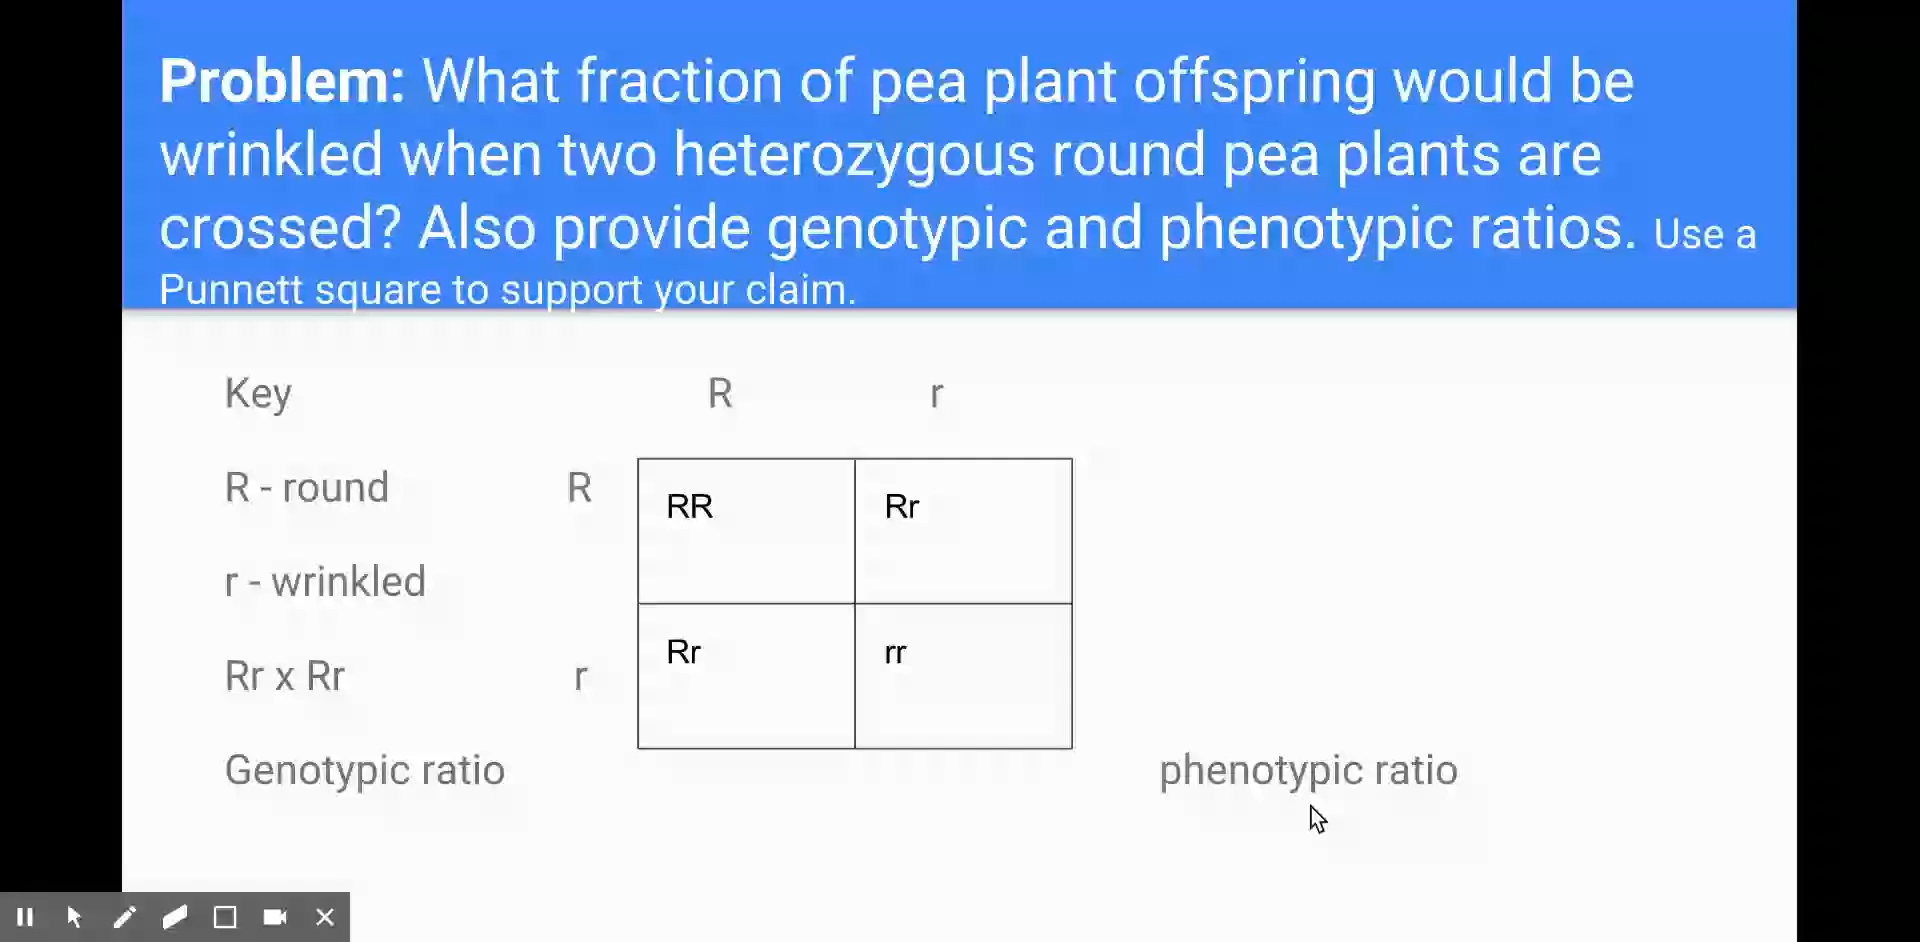 Problem: What fraction of pea plant offspring would be
wrinkled when two heterozygous round pea plants are
crossed? Also provide genotypic and phenotypic ratios. Use a
Punnett square to support your claim.
Key
R r
R - round
R
RR Rr
r - wrinkled
Rr x Rr
r
Rr rr
Genotypic ratio
phenotypic ratio